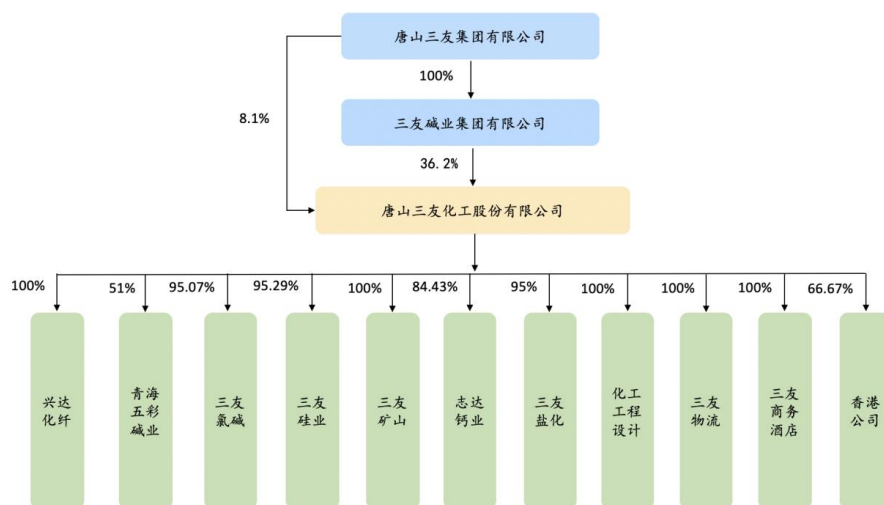 唐山三友集团有限公司
100%
8.1%
三友碱业集团有限公司
36.2%
唐山三友化工股份有限公司
100%
51%
95.07%
95.29%
100%
84.43%
95%
100%
100%
100%
66.67%
兴达
化纤
青海
五彩
碱业
三友
氯碱
三友
硅业
三友
矿山
志达
钙业
三友
盐化
化工
工程
设计
三友
物流
三友
商务
酒店
香港
公司